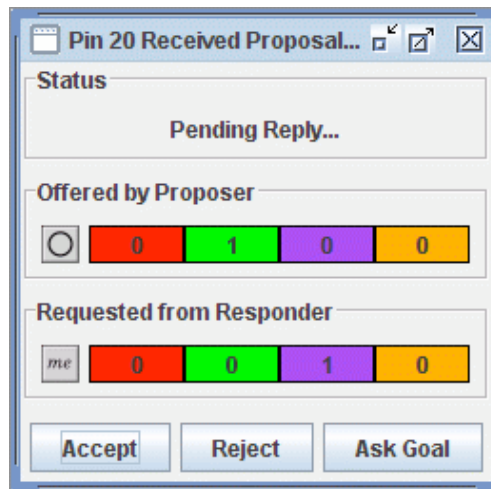 Pin 20 Received Proposal...
Status
Pending Reply...
Offered by Proposer
0 1 0 0
Requested from Responder
me 0 0 1 0
Accept Reject Ask Goal